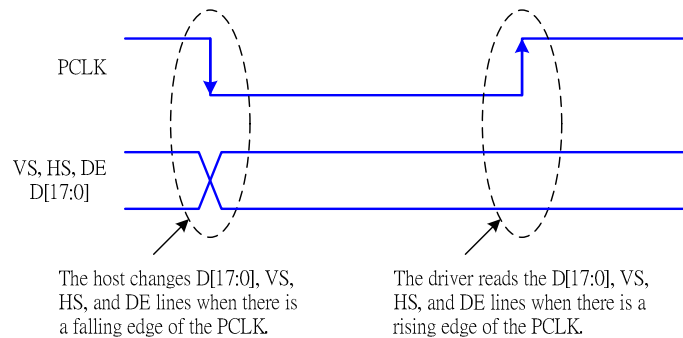 PCLK
VS, HS, DE
D[17:0]
The host changes D[17:0], VS,
HS, and DE lines when there is
a falling edge of the PCLK.
The driver reads the D[17:0], VS,
HS, and DE lines when there is a
rising edge of the PCLK.